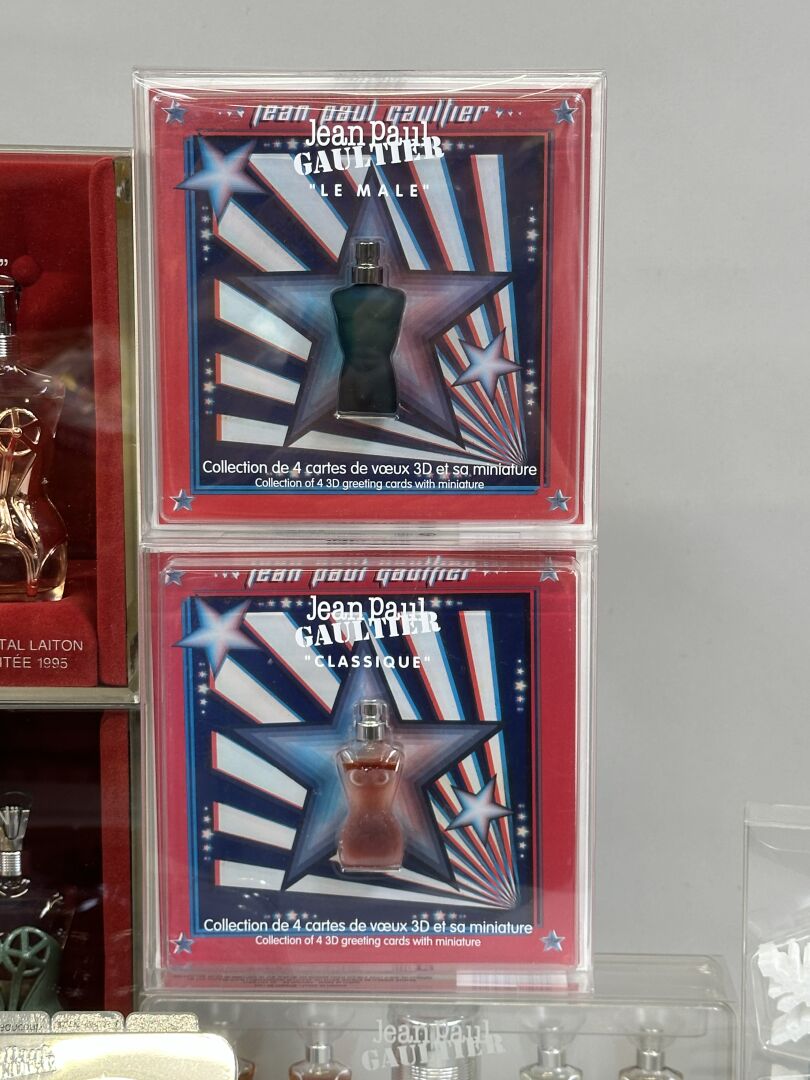 jean paul gaultier
Jean Paul
GAULTIER
"LE MALE"
Collection de 4 cartes de vœux 3D et sa miniature
Collection of 4 3D greeting cards with miniature
jean paul gaultier
Jean Paul
GAULTIER
"CLASSIQUE"
Collection de 4 cartes de vœux 3D et sa miniature
Collection of 4 3D greeting cards with miniature
TAL LAITON
ITÉE 1995
Jean Paul
GAULTIER